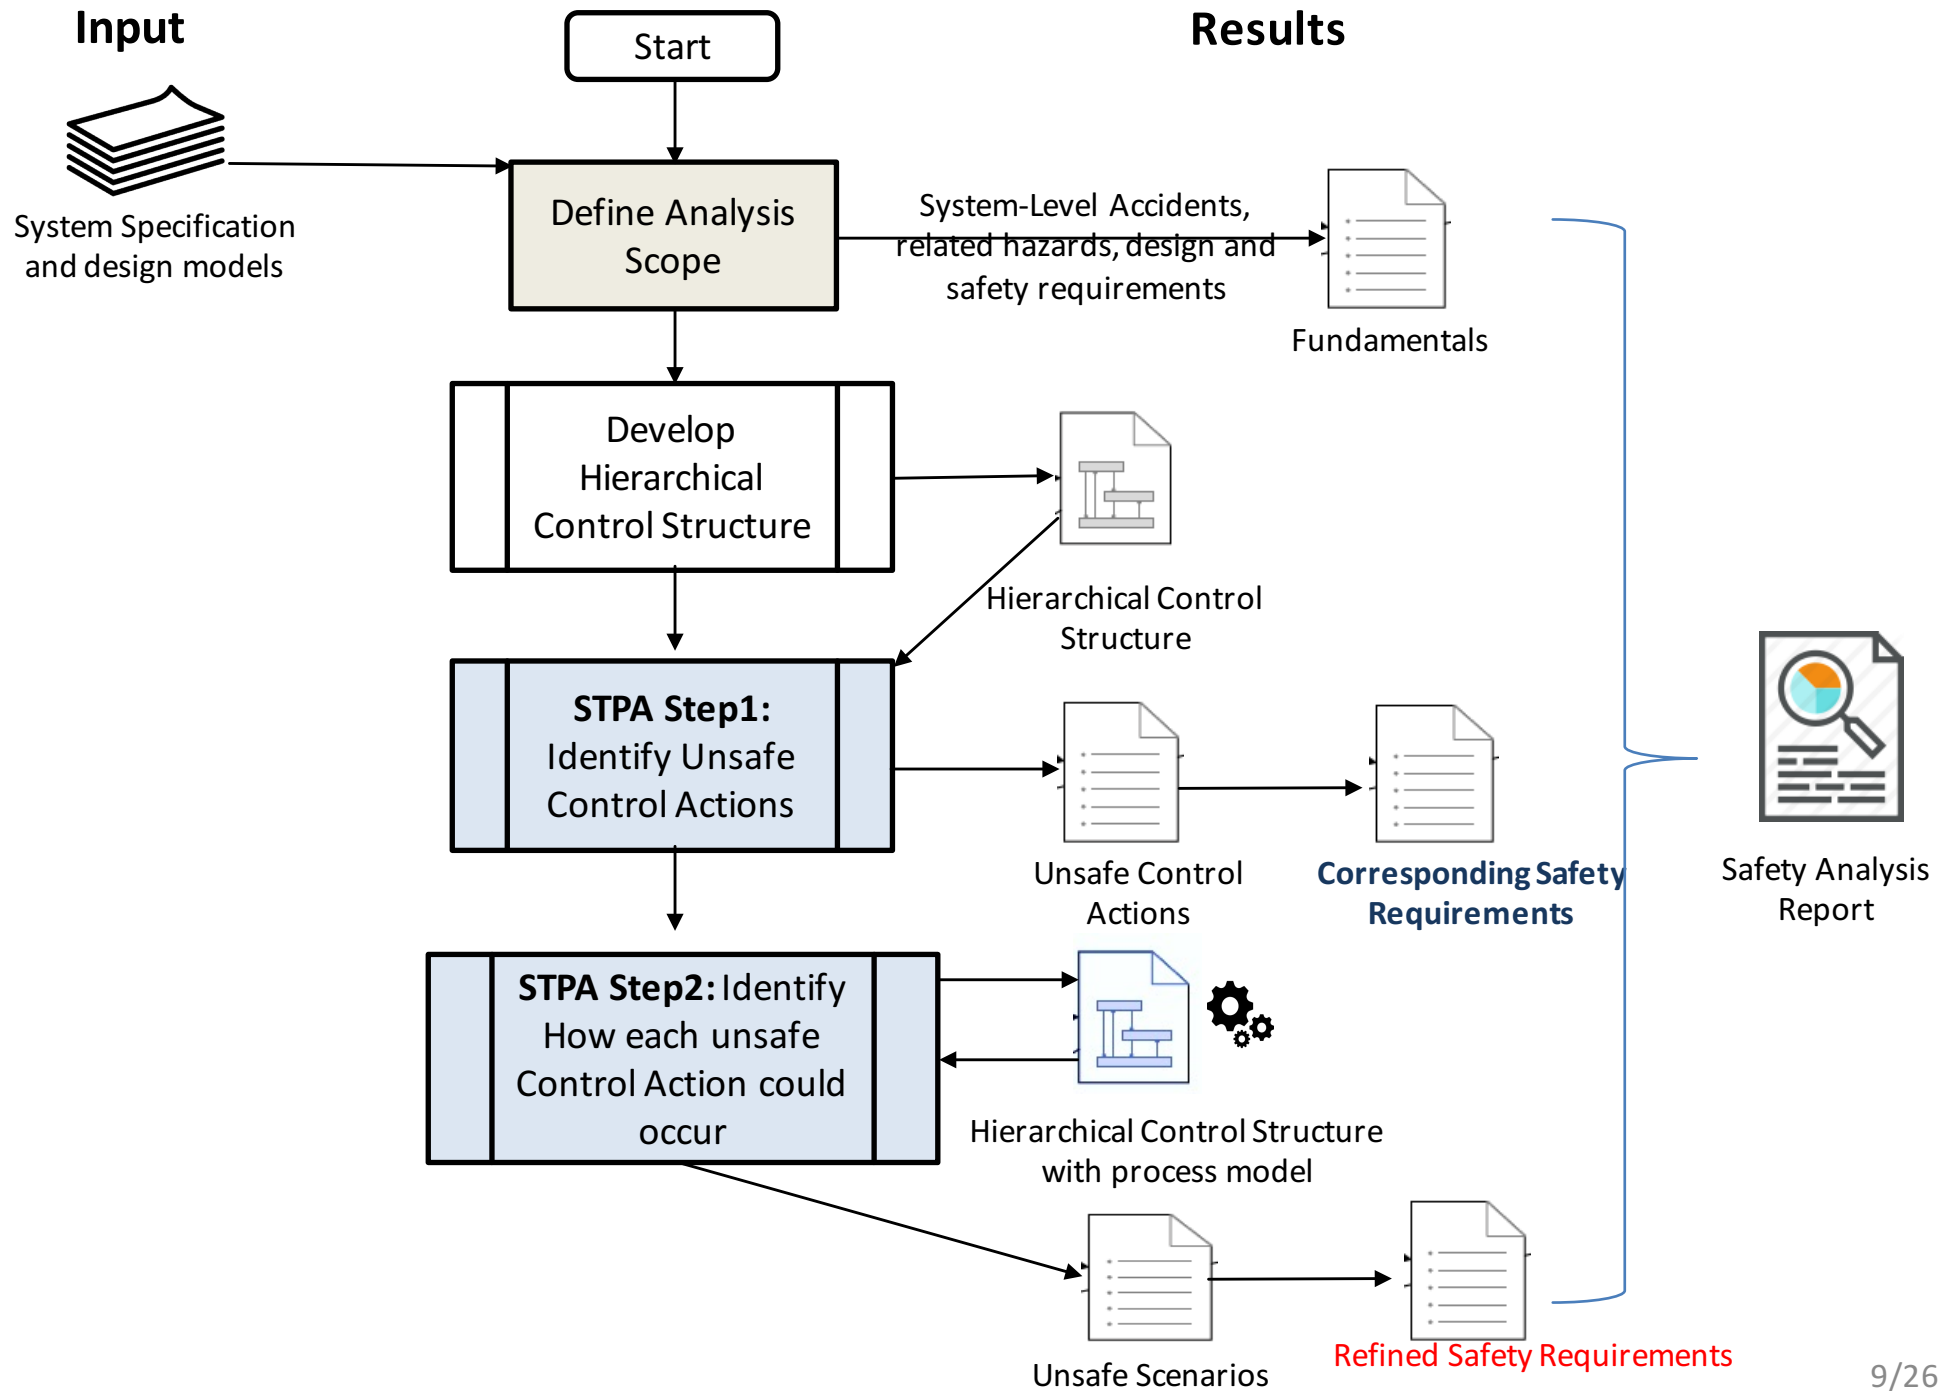 Input
Start
Results
System Specification
and design models
Define Analysis
Scope
System-Level Accidents,
related hazards, design and
safety requirements
Fundamentals
Develop
Hierarchical
Control Structure
Hierarchical Control
Structure
STPA Step1:
Identify Unsafe
Control Actions
Unsafe Control
Actions
Corresponding Safety
Requirements
Safety Analysis
Report
STPA Step2: Identify
How each unsafe
Control Action could
occur
Hierarchical Control Structure
with process model
Unsafe Scenarios
Refined Safety Requirements
9/26